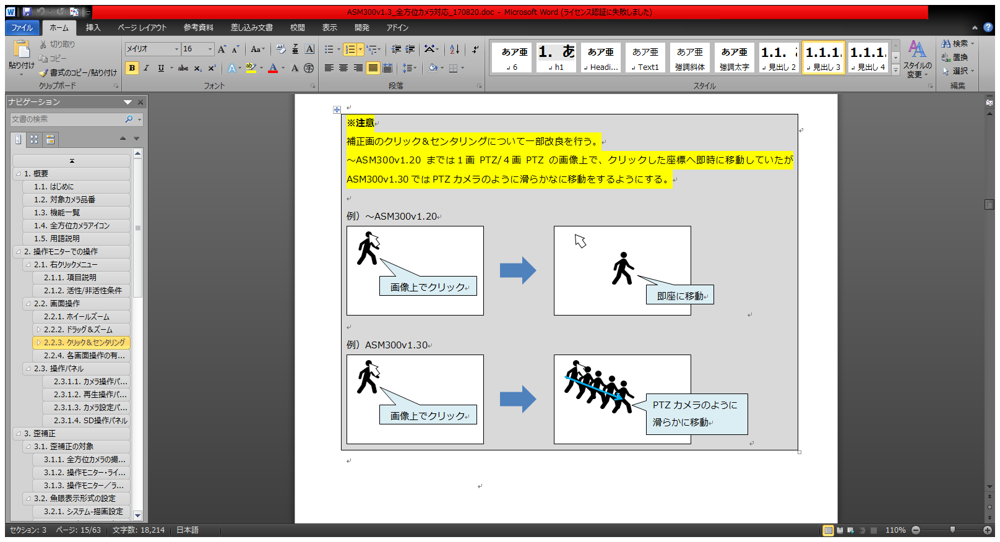 ASM300v1.3_全方位カメラ対応_170820.doc - Microsoft Word (ライセンス認証に失敗しました)
ファイル ホーム 挿入 ページ レイアウト 参考資料 差し込み文書 校閲 表示 開発 アドイン
貼り付け
切り取り
コピー
書式のコピー/貼り付け
クリップボード
メイリオ 16
B I U abc x₂ x²
フォント
段落
あア亜 1. あ あア亜 あア亜 あア亜 あア亜 1.1. 1.1.1. 1.1.1.
↲ 6 ↲ h1 ↲ Headi... ↲ Text1 強調斜体 強調太字 ↲ 見出し 2 ↲ 見出し 3 ↲ 見出し 4
スタイル
スタイルの
変更
検索
置換
選択
編集
ナビゲーション
文書の検索
1. 概要
1.1. はじめに
1.2. 対象カメラ品番
1.3. 機能一覧
1.4. 全方位カメラアイコン
1.5. 用語説明
2. 操作モニターでの操作
2.1. 右クリックメニュー
2.1.1. 項目説明
2.1.2. 活性/非活性条件
2.2. 画面操作
2.2.1. ホイールズーム
2.2.2. ドラッグ＆ズーム
2.2.3. クリック＆センタリング
2.2.4. 各画面操作の有...
2.3. 操作パネル
2.3.1.1. カメラ操作パ...
2.3.1.2. 再生操作パ...
2.3.1.3. カメラ設定パ...
2.3.1.4. SD操作パネル
3. 歪補正
3.1. 歪補正の対象
3.1.1. 全方位カメラの撮...
3.1.2. 操作モニター・ライ...
3.1.3. 操作モニター／ラ...
3.2. 魚眼表示形式の設定
3.2.1. システム-描画設定
※注意
補正画のクリック＆センタリングについて一部改良を行う。
～ASM300v1.20 までは１画 PTZ/４画 PTZ の画像上で、クリックした座標へ即時に移動していたが
ASM300v1.30 では PTZ カメラのように滑らかなに移動をするようにする。
例）～ASM300v1.20
画像上でクリック
即座に移動
例）ASM300v1.30
画像上でクリック
PTZ カメラのように
滑らかに移動
セクション: 3 ページ: 15/63 文字数: 18,214 日本語 110%